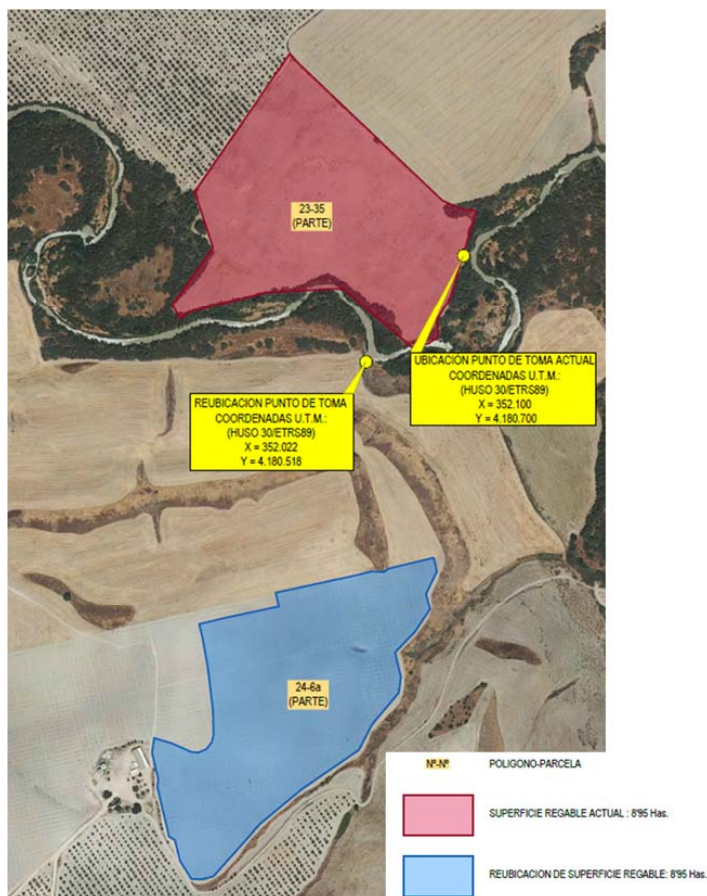 23-35
(PARTE)
UBICACION PUNTO DE TOMA ACTUAL
COORDENADAS U.T.M.:
(HUSO 30/ETRS89)
X = 352.100
Y = 4.180.700
REUBICACION PUNTO DE TOMA
COORDENADAS U.T.M.:
(HUSO 30/ETRS89)
X = 352.022
Y = 4.180.518
24-6a
(PARTE)
Nº-Nº POLIGONO-PARCELA
SUPERFICIE REGABLE ACTUAL : 8'95 Has.
REUBICACION DE SUPERFICIE REGABLE: 8'95 Has.